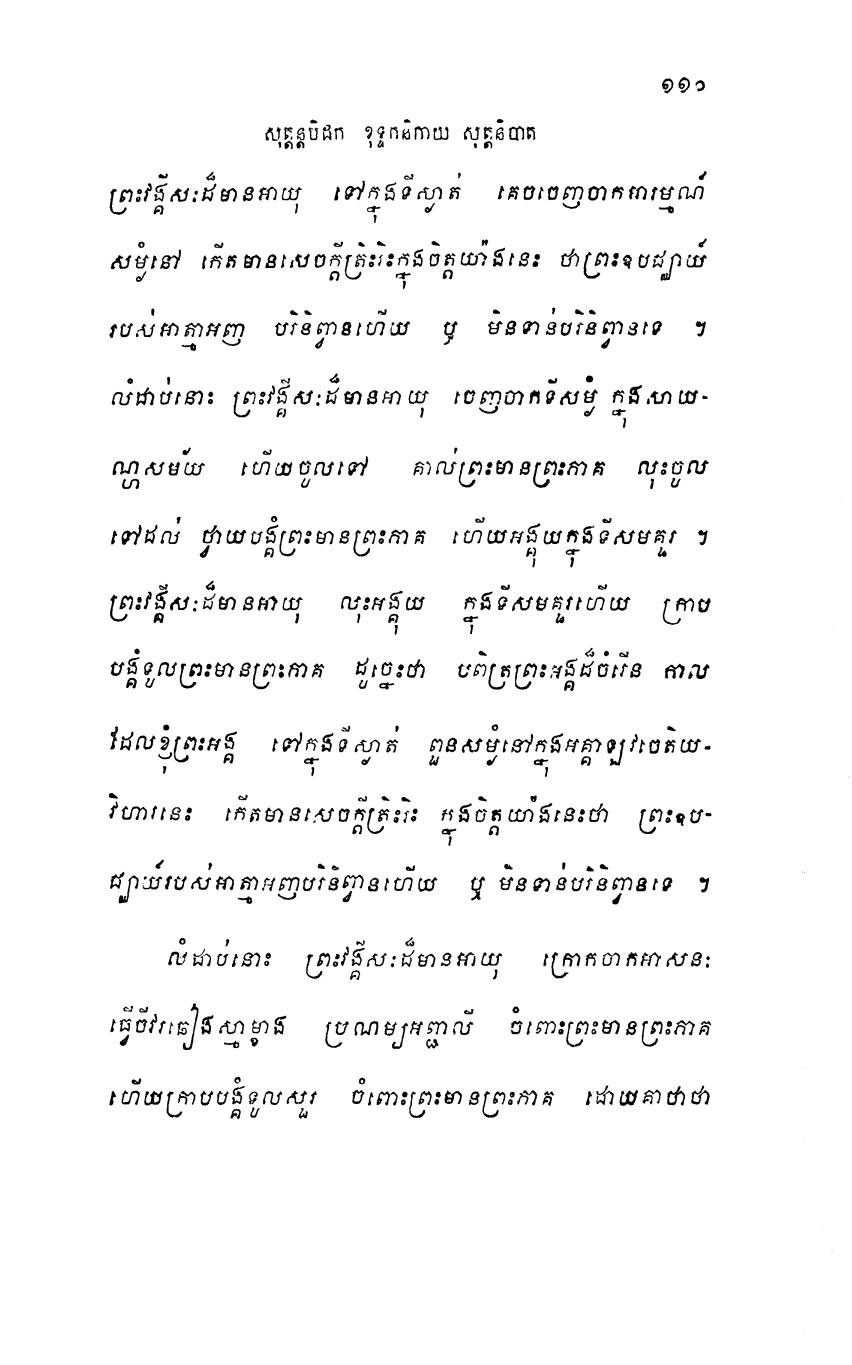 ១១១
សុត្តន្តបិដក ខុទ្ទកនិកាយ សុត្តនិបាត
ព្រះវង្គីសៈដ៏មានអាយុ ទៅក្នុងទីស្ងាត់ គេចចេញចាកអារម្មណ៍
សម្ងំនៅ កើតមានសេចក្តីត្រិះរិះក្នុងចិត្តយ៉ាងនេះ ថាព្រះឧបជ្ឈាយ៍
របស់អាត្មាអញ បរិនិព្វានហើយ ឬ មិនទាន់បរិនិព្វានទេ ។
លំដាប់នោះ ព្រះវង្គីសៈដ៏មានអាយុ ចេញចាកទីសម្ងំ ក្នុងសាយ-
ណ្ហសម័យ ហើយចូលទៅ គាល់ព្រះមានព្រះភាគ លុះចូល
ទៅដល់ ថ្វាយបង្គំព្រះមានព្រះភាគ ហើយអង្គុយក្នុងទីសមគួរ ។
ព្រះវង្គីសៈដ៏មានអាយុ លុះអង្គុយ ក្នុងទីសមគួរហើយ ក្រាប
បង្គំទូលព្រះមានព្រះភាគ ដូច្នេះថា បពិត្រព្រះអង្គដ៏ចំរើន កាល
ដែលខ្ញុំព្រះអង្គ ទៅក្នុងទីស្ងាត់ ពួនសម្ងំនៅក្នុងអគ្គាឡវចេតិយ-
វិហារនេះ កើតមានសេចក្តីត្រិះរិះ ក្នុងចិត្តយ៉ាងនេះថា ព្រះឧប-
ជ្ឈាយ៍របស់អាត្មាអញបរិនិព្វានហើយ ឬ មិនទាន់បរិនិព្វានទេ ។
លំដាប់នោះ ព្រះវង្គីសៈដ៏មានអាយុ ក្រោកចាកអាសនៈ
ធ្វើចីវរឆៀងស្មាម្ខាង ប្រណម្យអញ្ជលី ចំពោះព្រះមានព្រះភាគ
ហើយក្រាបបង្គំទូលសួរ ចំពោះព្រះមានព្រះភាគ ដោយគាថាថា